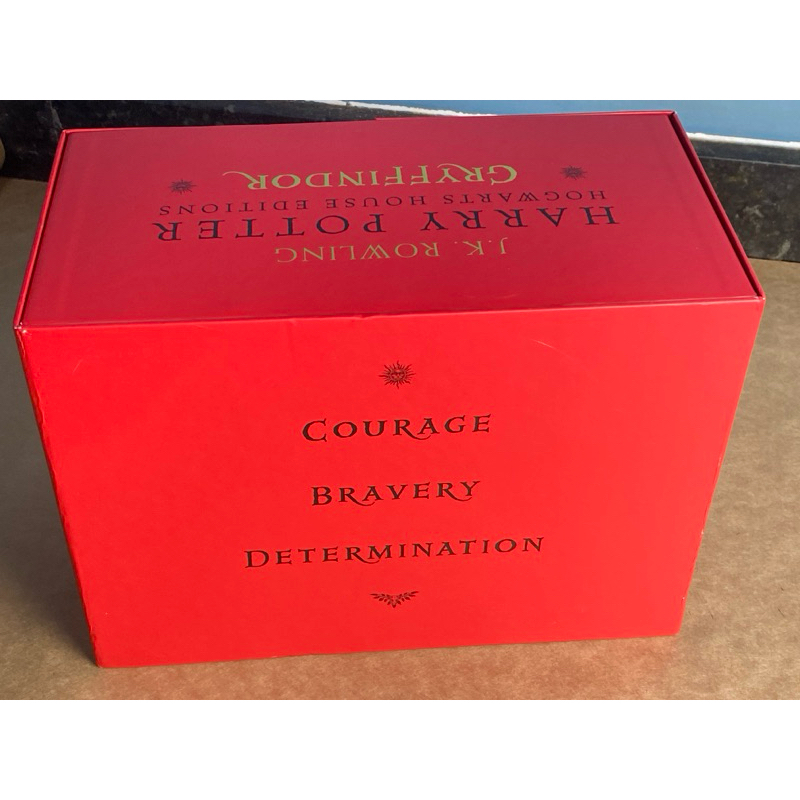 GRYFFINDOR
HOGWARTS HOUSE EDITIONS
HARRY POTTER
J.K. ROWLING
COURAGE
BRAVERY
DETERMINATION